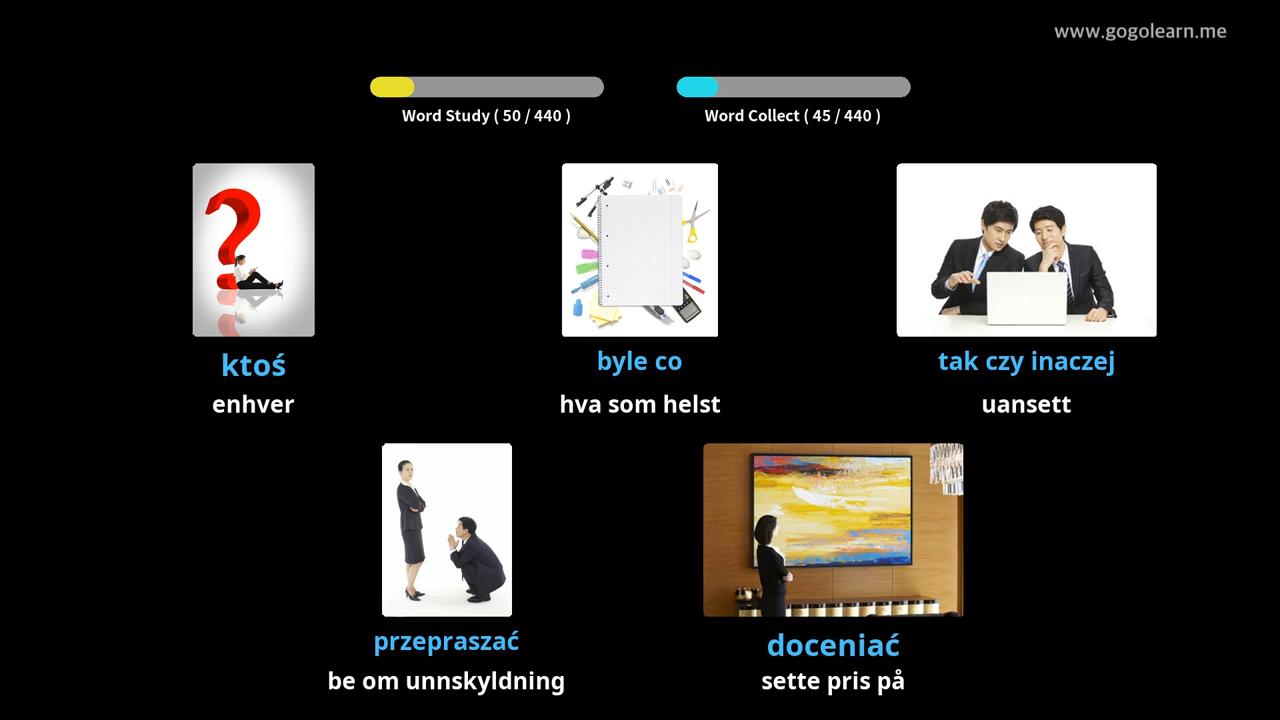 www.gogolearn.me
Word Study ( 50 / 440 )
Word Collect ( 45 / 440 )
ktoś
enhver
byle co
hva som helst
tak czy inaczej
uansett
przepraszać
be om unnskyldning
doceniać
sette pris på